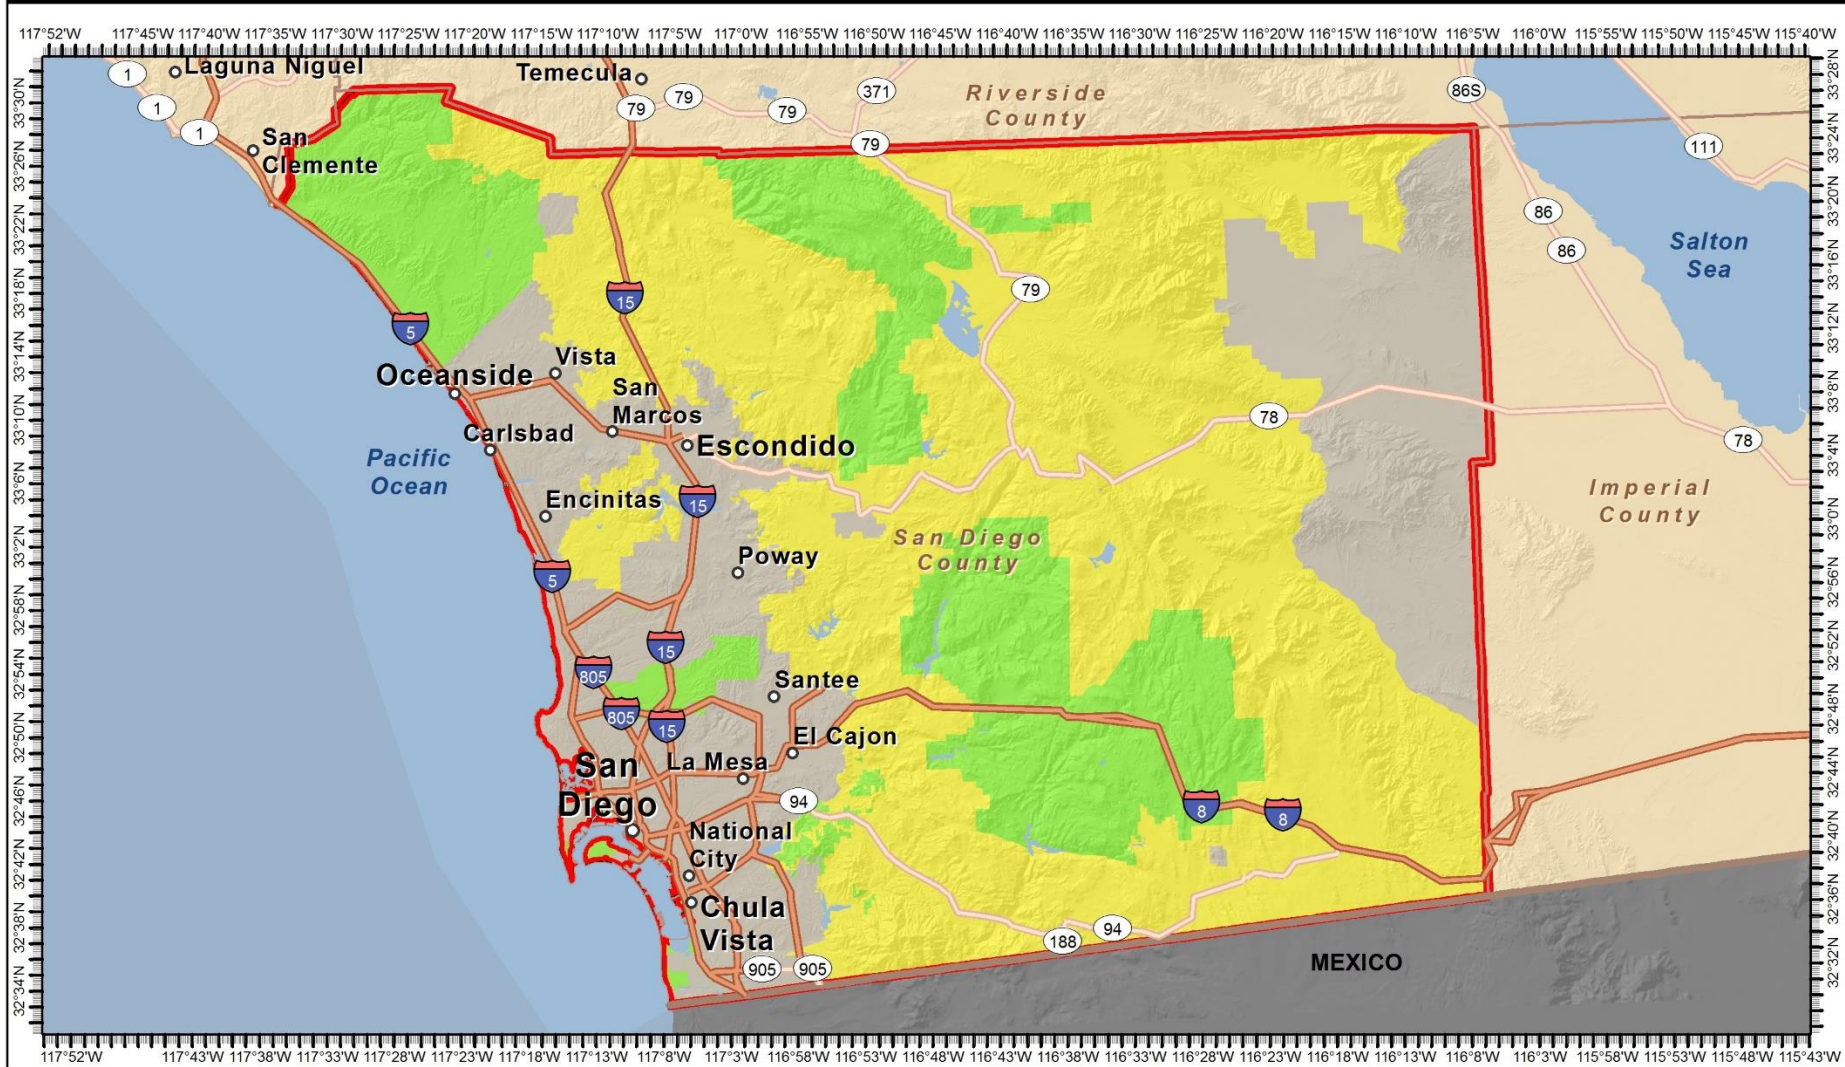 117°52'W 117°45'W 117°40'W 117°35'W 117°30'W 117°25'W 117°20'W 117°15'W 117°10'W 117°5'W 117°0'W 116°55'W 116°50'W 116°45'W 116°40'W 116°35'W 116°30'W 116°25'W 116°20'W 116°15'W 116°10'W 116°5'W 116°0'W 115°55'W 115°50'W 115°45'W 115°40'W
33°30'N
33°26'N
33°22'N
33°18'N
33°14'N
33°10'N
33°6'N
33°2'N
32°58'N
32°54'N
32°50'N
32°46'N
32°42'N
32°38'N
32°34'N
33°28'N
33°24'N
33°20'N
33°16'N
33°12'N
33°8'N
33°4'N
33°0'N
32°56'N
32°52'N
32°48'N
32°44'N
32°40'N
32°36'N
32°32'N
Laguna Niguel
Temecula
1
1
1
79
79
79
371
79
86S
111
Riverside
County
San
Clemente
86
86
Salton
Sea
15
79
5
Vista
Oceanside
San
Marcos
78
78
Carlsbad
Escondido
Pacific
Ocean
Encinitas
15
Imperial
County
San Diego
County
Poway
5
15
805
Santee
805
15
El Cajon
La Mesa
San
Diego
94
8
8
National
City
Chula
Vista
94
188
905
905
MEXICO
117°52'W 117°43'W 117°38'W 117°33'W 117°28'W 117°23'W 117°18'W 117°13'W 117°8'W 117°3'W 116°58'W 116°53'W 116°48'W 116°43'W 116°38'W 116°33'W 116°28'W 116°23'W 116°18'W 116°13'W 116°8'W 116°3'W 115°58'W 115°53'W 115°48'W 115°43'W